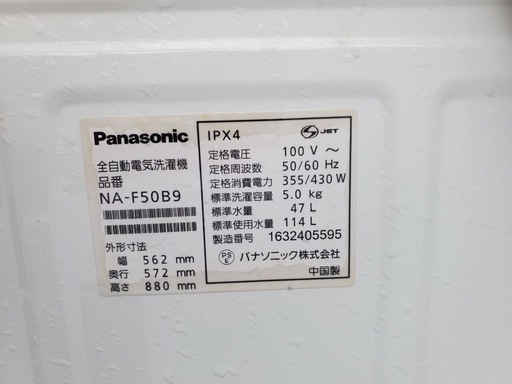 Panasonic
全自動電気洗濯機
品番
NA-F50B9
外形寸法
幅 562 mm
奥行 572 mm
高さ 880 mm
IPX4
S JET
定格電圧 100 V ～
定格周波数 50/60 Hz
定格消費電力 355/430 W
標準洗濯容量 5.0 kg
標準水量 47 L
標準使用水量 114 L
製造番号 1632405595
PS E パナソニック株式会社
中国製